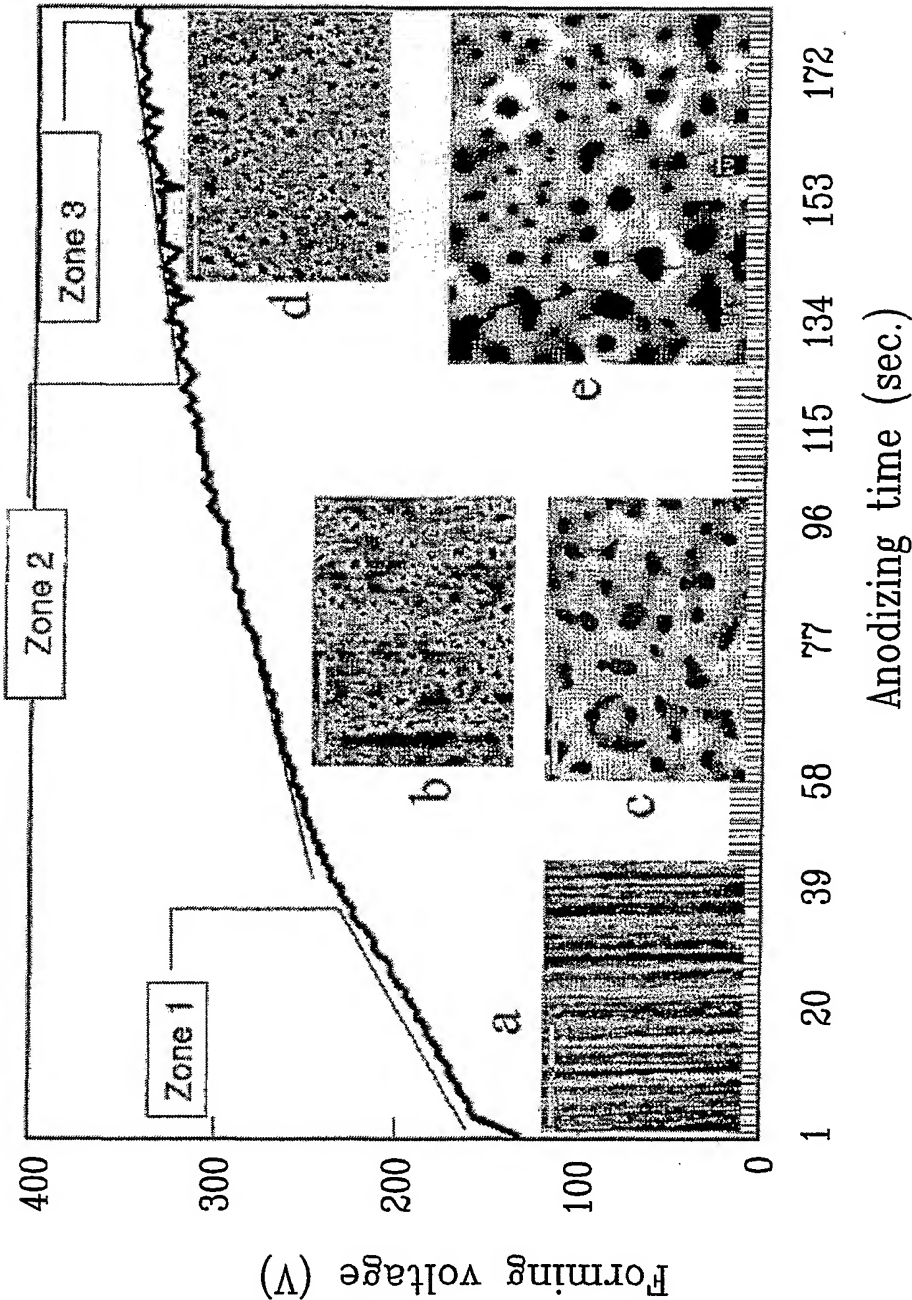 Forming voltage (V)
400
300
200
100
0
Zone 1
Zone 2
Zone 3
a
b
c
d
e
1 20 39 58 77 96 115 134 153 172
Anodizing time (sec.)